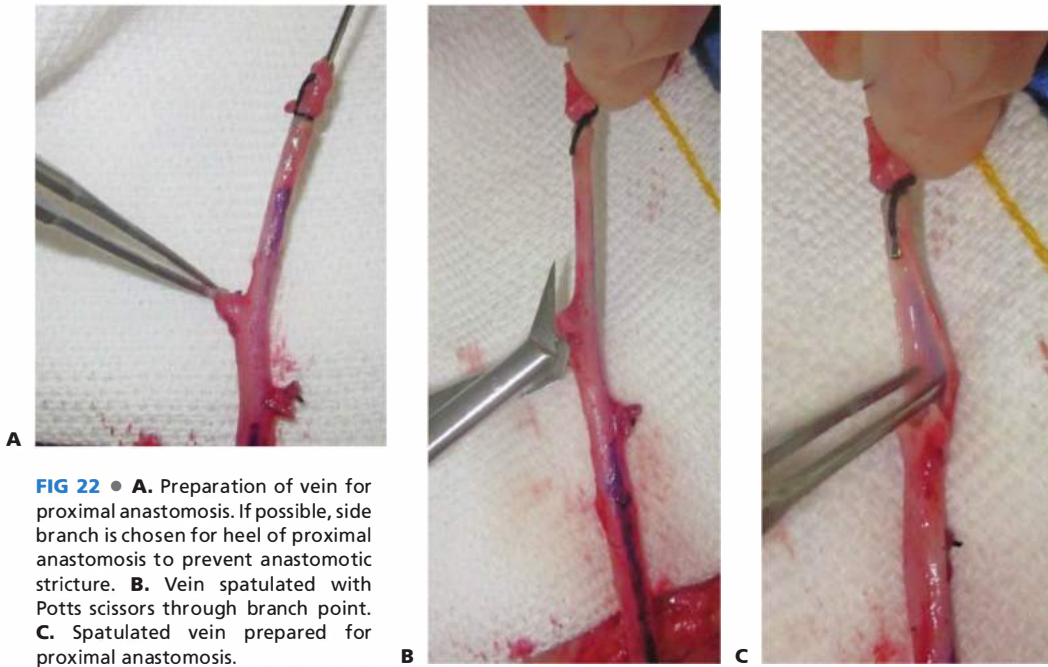 A
B
C
FIG 22 • A. Preparation of vein for
proximal anastomosis. If possible, side
branch is chosen for heel of proximal
anastomosis to prevent anastomotic
stricture. B. Vein spatulated with
Potts scissors through branch point.
C. Spatulated vein prepared for
proximal anastomosis.